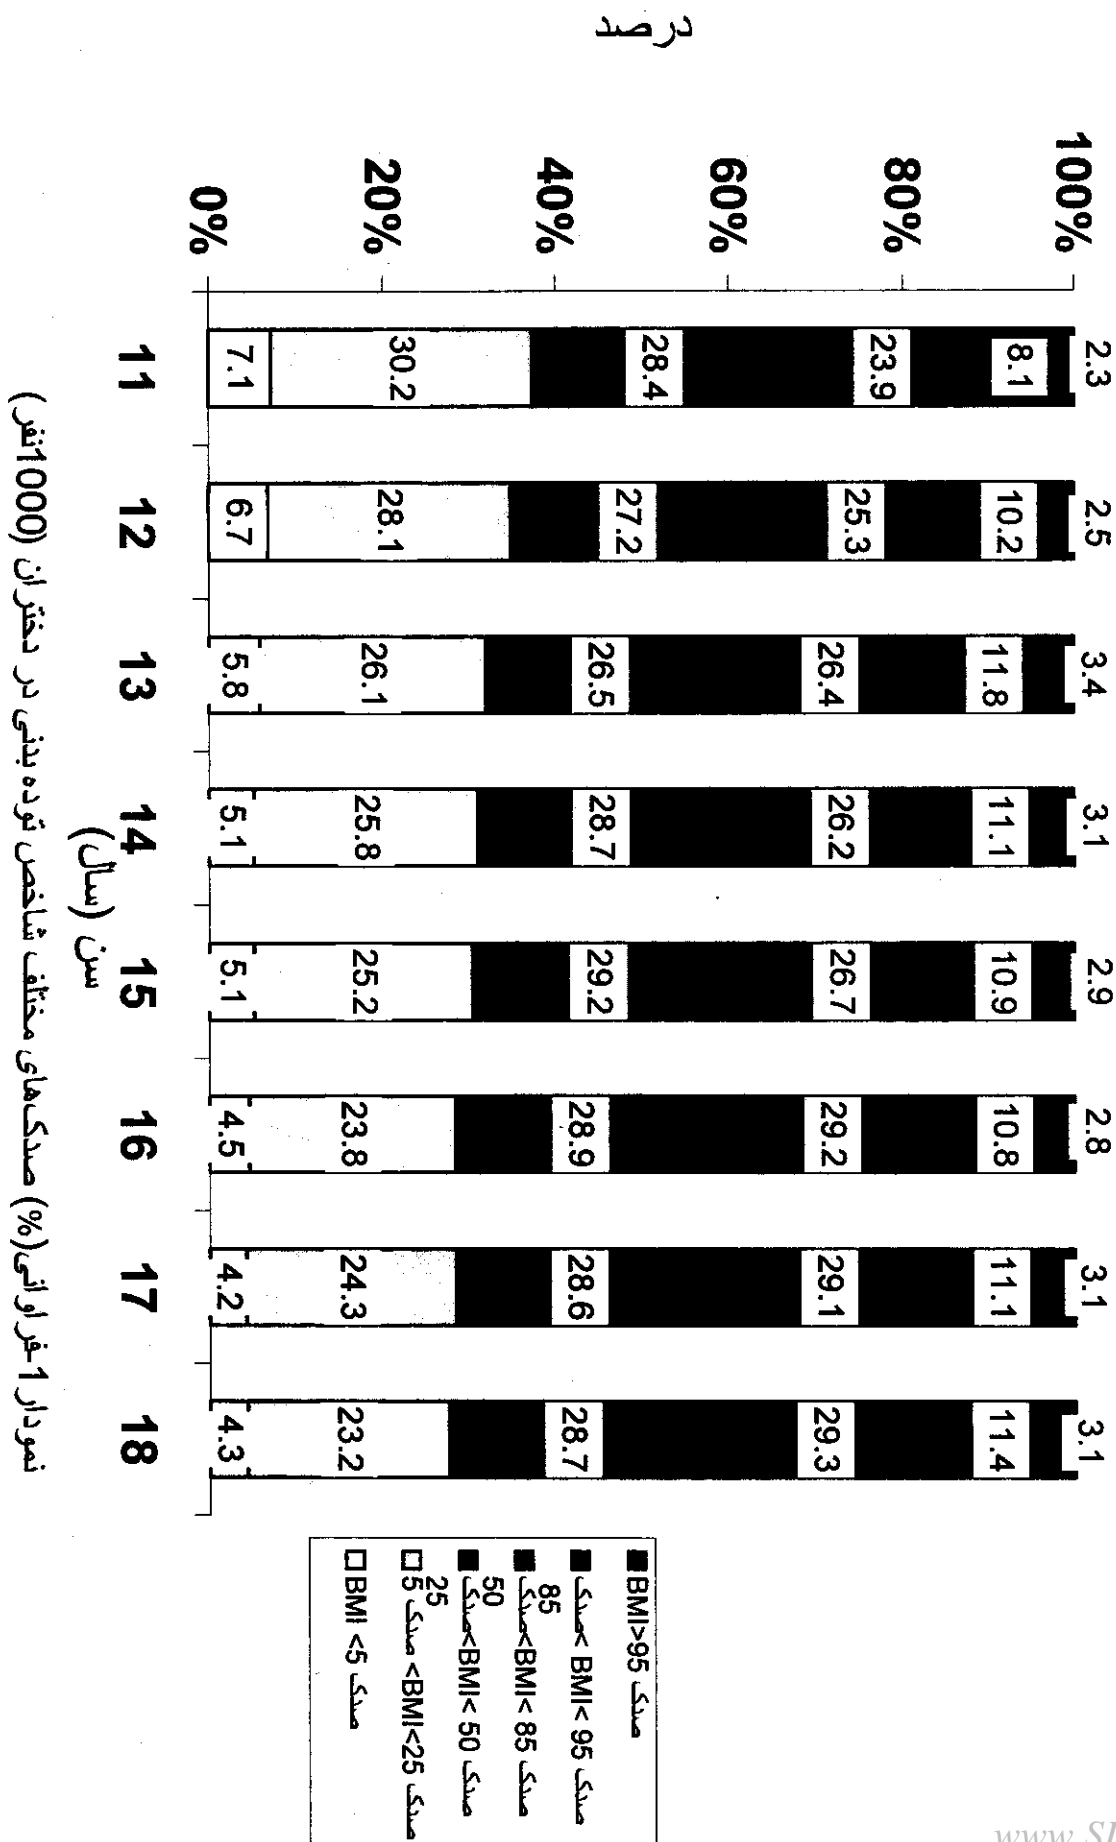 درصد
100%
80%
60%
40%
20%
0%
2.3 2.5 3.4 3.1 2.9 2.8 3.1 3.1
8.1 10.2 11.8 11.1 10.9 10.8 11.1 11.4
23.9 25.3 26.4 26.2 26.7 29.2 29.1 29.3
28.4 27.2 26.5 28.7 29.2 28.9 28.6 28.7
30.2 28.1 26.1 25.8 25.2 23.8 24.3 23.2
7.1 6.7 5.8 5.1 5.1 4.5 4.2 4.3
11 12 13 14 15 16 17 18
سن (سال)
نمودار 1-فراوانی(%) صدک‌های مختلف شاخص توده بدنی در دختران (1000نفر)
BMI>95 صدک
صدک< BMI< 95 صدک
85
صدک<BMI< 85 صدک
50
صدک<BMI< 50 صدک
25
5 صدک <BMI<25 صدک
BMI <5 صدک